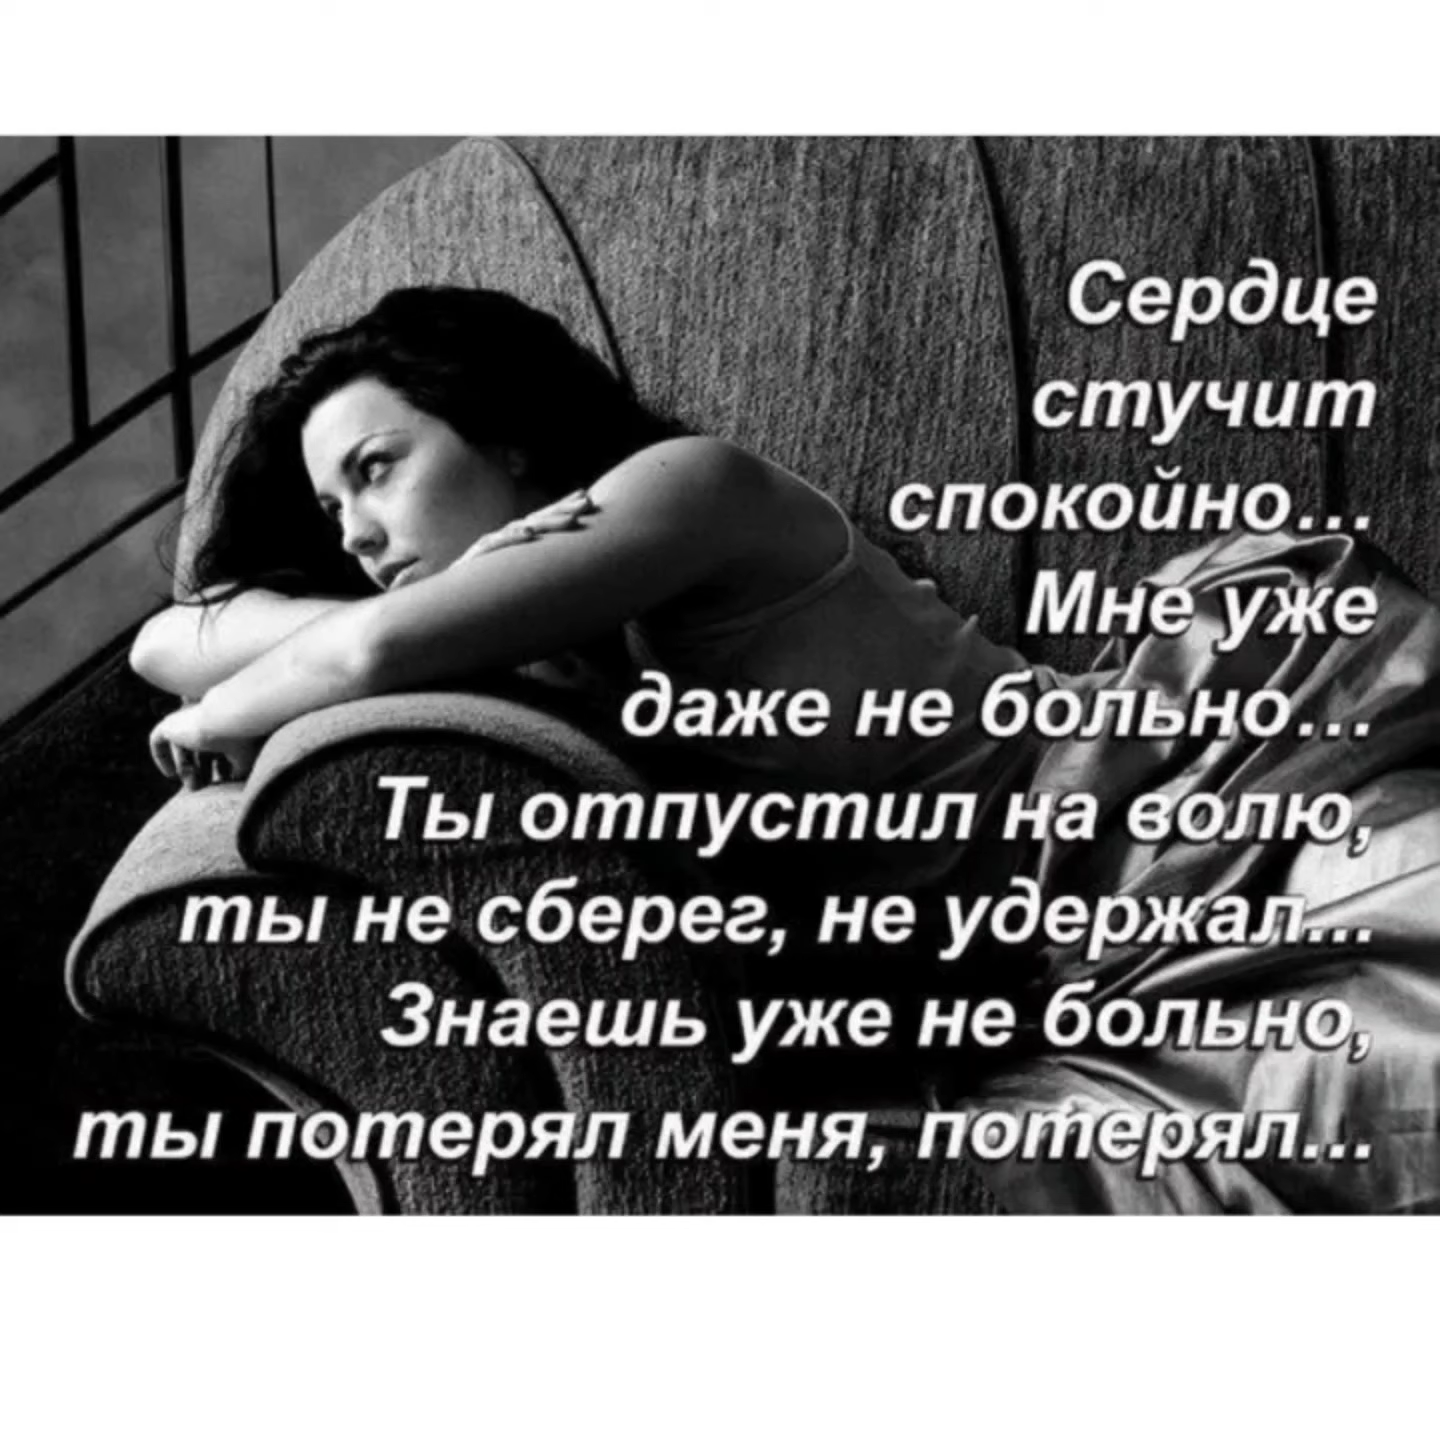 Сердце
стучит
спокойно...
Мне уже
даже не больно...
Ты отпустил на волю,
ты не сберег, не удержал...
Знаешь уже не больно,
ты потерял меня, потерял...